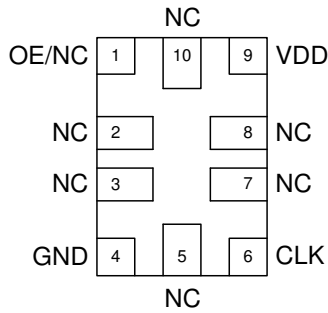 NC
OE/NC 1 10 9 VDD
NC 2 8 NC
NC 3 7 NC
GND 4 5 6 CLK
NC